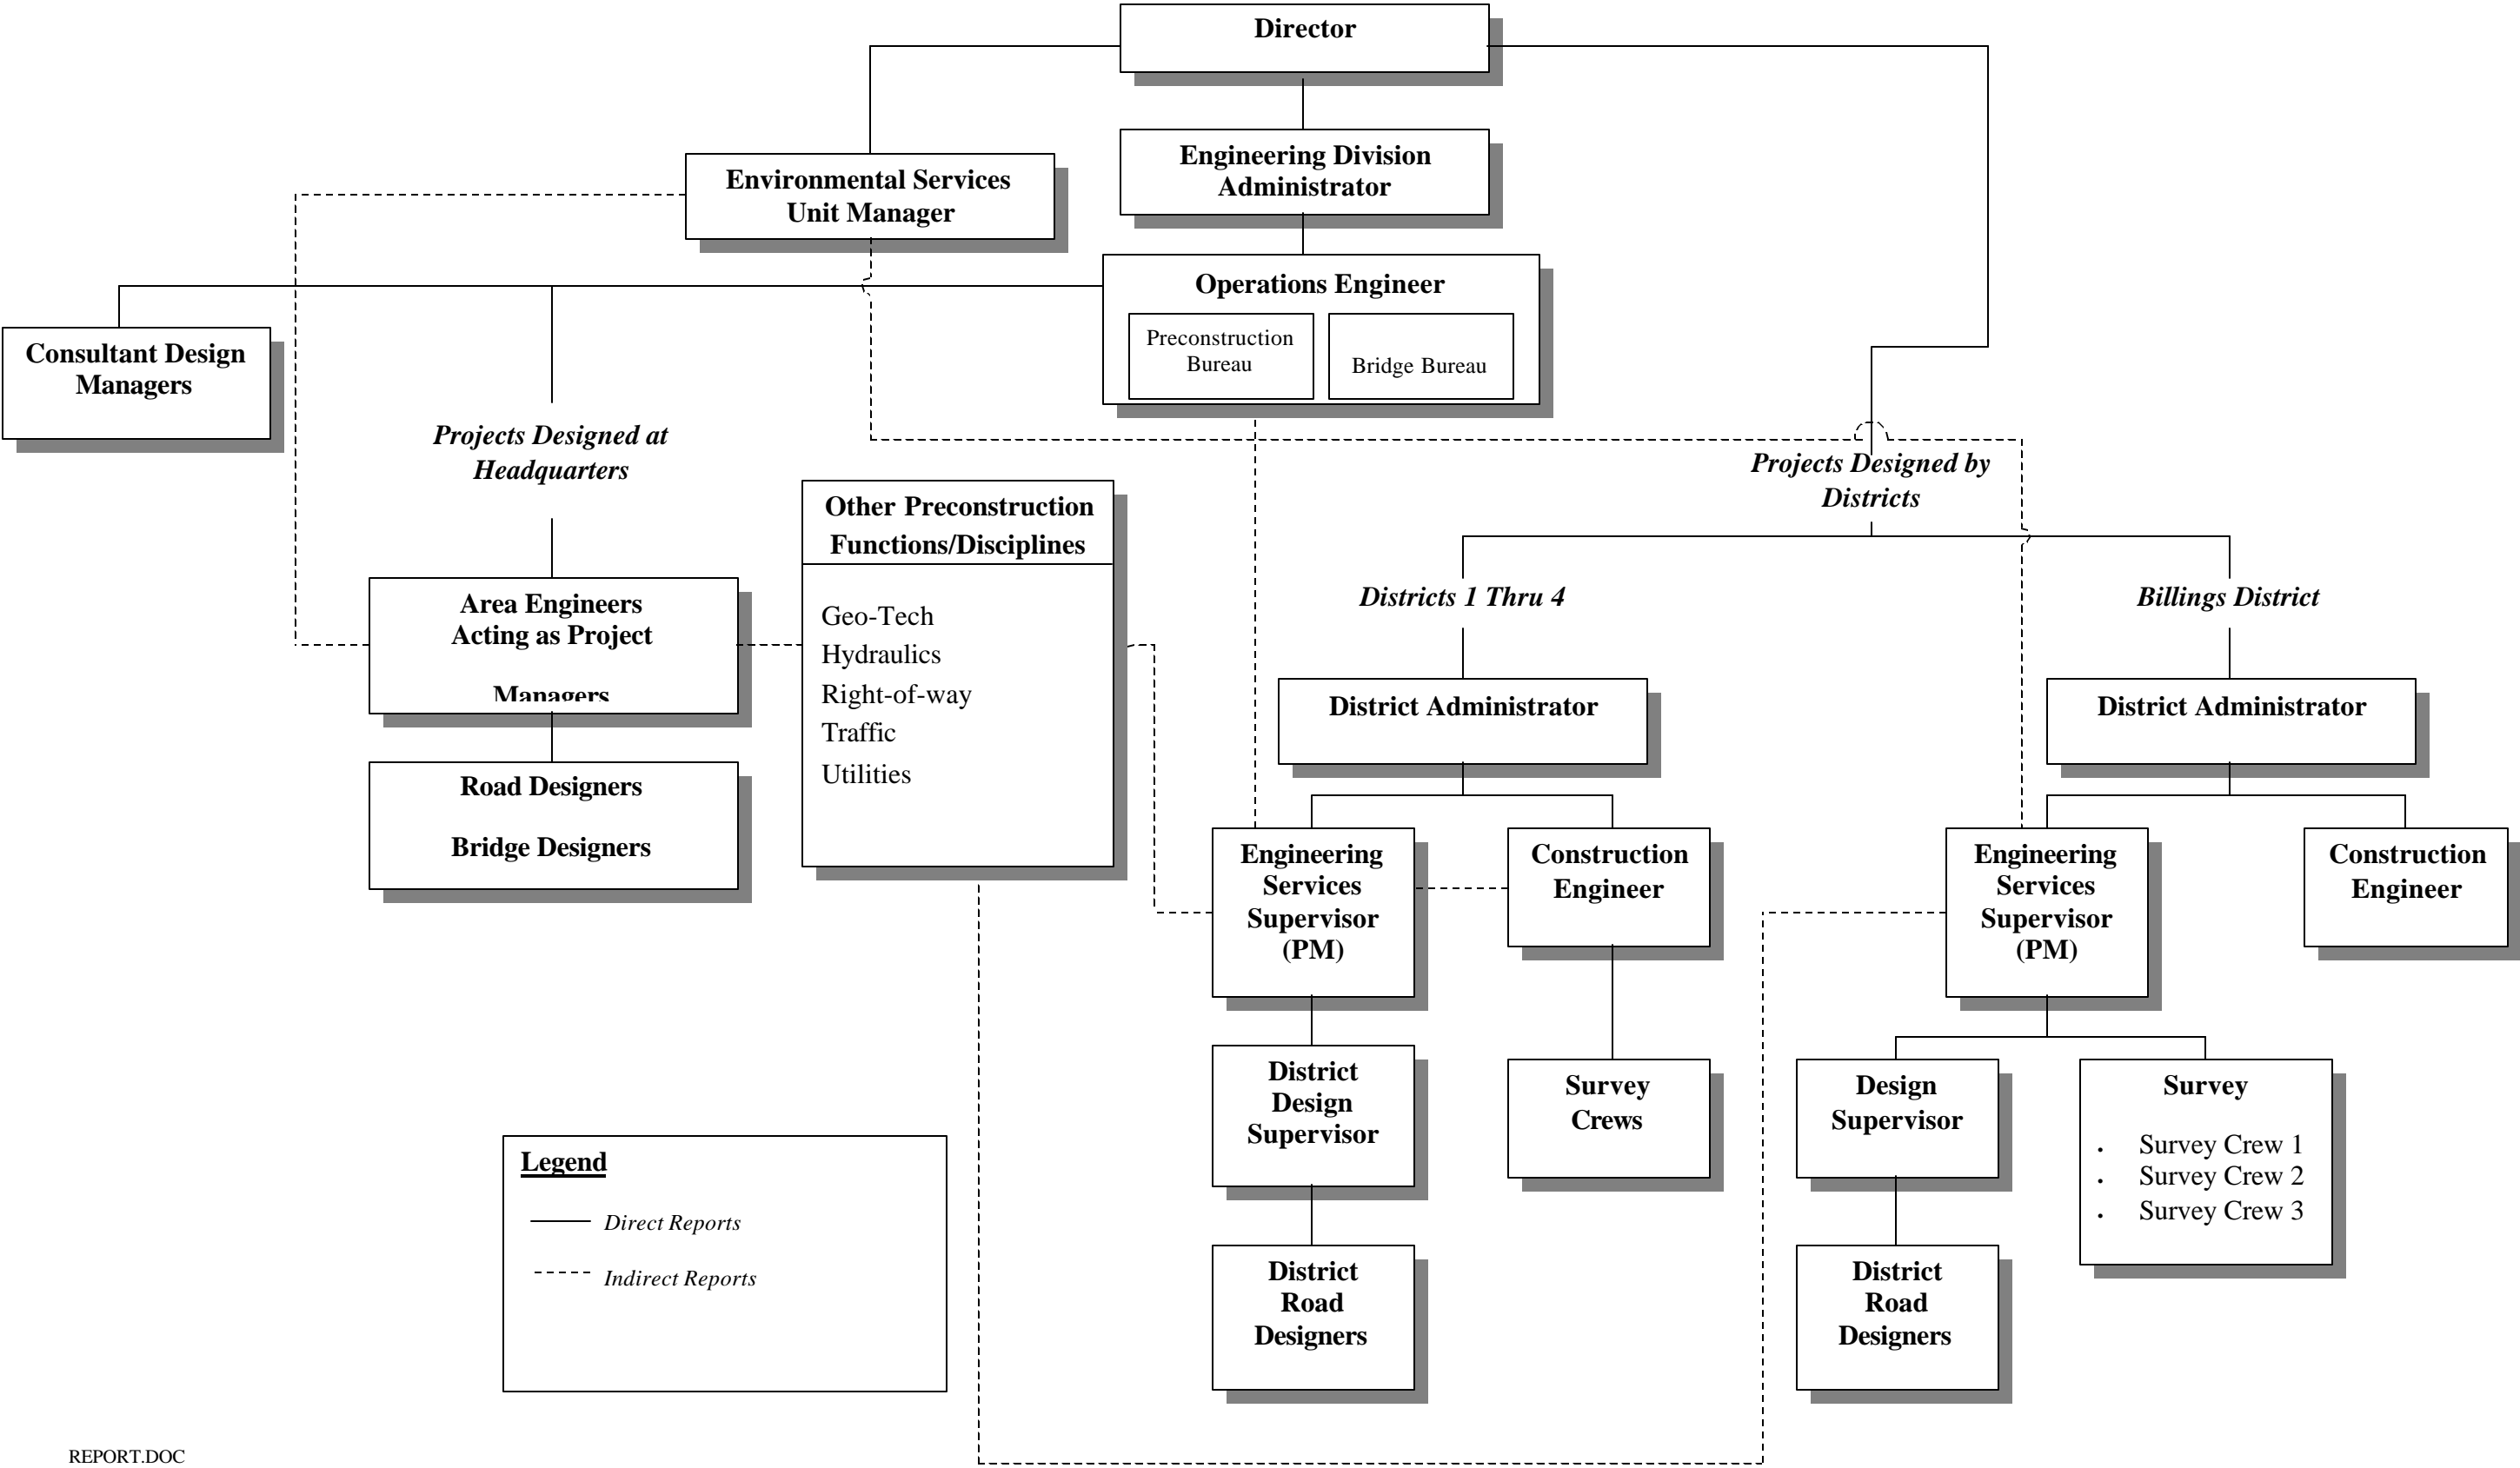 Director
Engineering Division
Administrator
Environmental Services
Unit Manager
Operations Engineer
Preconstruction
Bureau
Bridge Bureau
Consultant Design
Managers
Projects Designed at
Headquarters
Projects Designed by
Districts
Other Preconstruction
Functions/Disciplines
Geo-Tech
Hydraulics
Right-of-way
Traffic
Utilities
Area Engineers
Acting as Project
Managers
Road Designers
Bridge Designers
Districts 1 Thru 4
Billings District
District Administrator
District Administrator
Engineering
Services
Supervisor
(PM)
Construction
Engineer
Engineering
Services
Supervisor
(PM)
Construction
Engineer
District
Design
Supervisor
Survey
Crews
Design
Supervisor
Survey
• Survey Crew 1
• Survey Crew 2
• Survey Crew 3
District
Road
Designers
District
Road
Designers
Legend
Direct Reports
Indirect Reports
REPORT.DOC